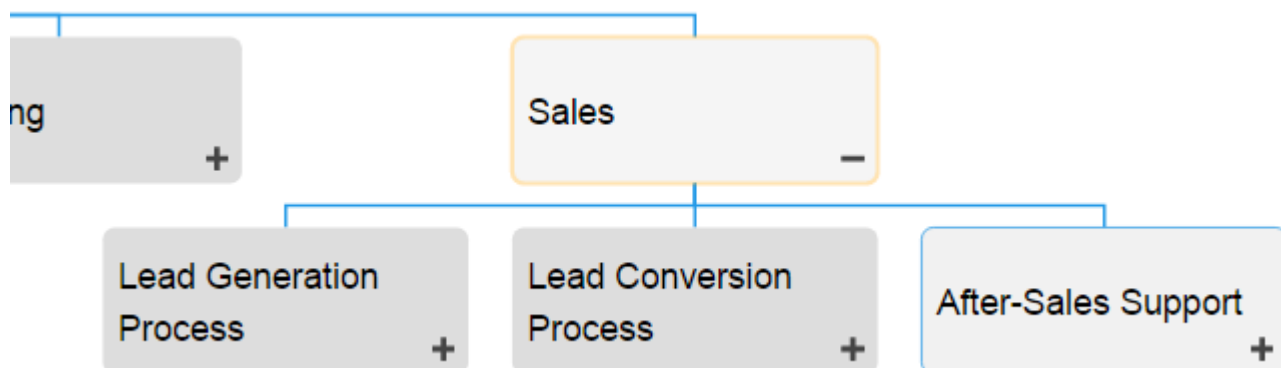 ng
Sales
Lead Generation
Process
Lead Conversion
Process
After-Sales Support